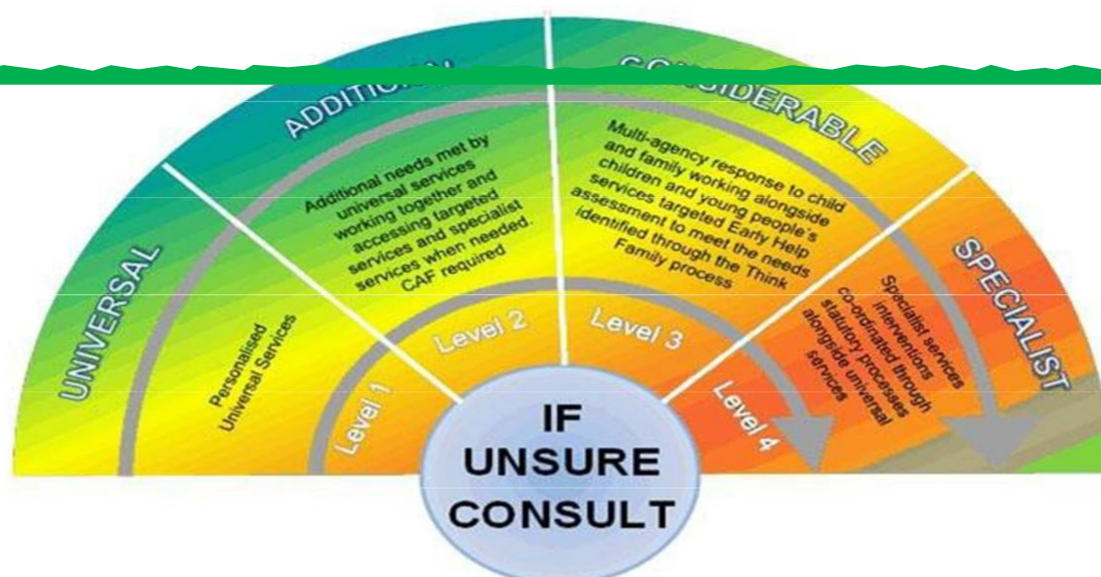 UNIVERSAL
Personalised
Universal Services
Level 1
ADDITIONAL
Additional needs met by
universal services
working together and
accessing targeted
services and specialist
services when needed.
CAF required
Level 2
CONSIDERABLE
Multi-agency response to child
and family working alongside
children and young people's
services targeted Early Help
assessment to meet the needs
identified through the Think
Family process
Level 3
SPECIALIST
Specialist services
interventions
co-ordinated through
statutory processes
alongside universal
services
Level 4
IF
UNSURE
CONSULT